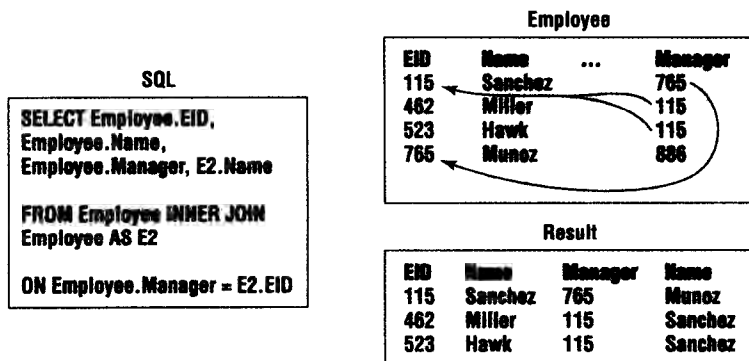 SQL
SELECT Employee.EID,
Employee.Name,
Employee.Manager, E2.Name
FROM Employee INNER JOIN
Employee AS E2
ON Employee.Manager = E2.EID
Employee
EID Name ... Manager
115 Sanchez 765
462 Miller 115
523 Hawk 115
765 Munoz 886
Result
EID Name Manager Name
115 Sanchez 765 Munoz
462 Miller 115 Sanchez
523 Hawk 115 Sanchez